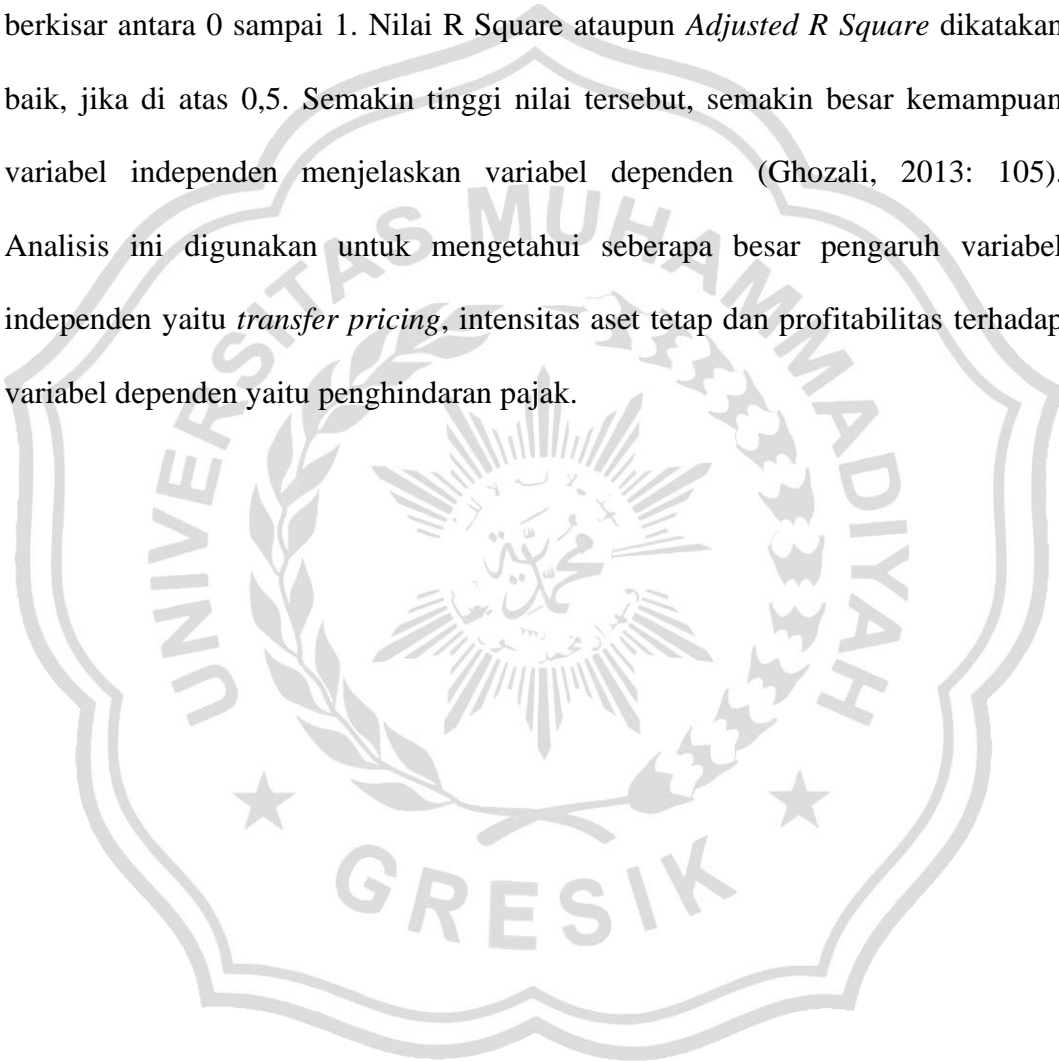 berkisar antara 0 sampai 1. Nilai R Square ataupun Adjusted R Square dikatakan
baik, jika di atas 0,5. Semakin tinggi nilai tersebut, semakin besar kemampuan
variabel independen menjelaskan variabel dependen (Ghozali, 2013: 105).
Analisis ini digunakan untuk mengetahui seberapa besar pengaruh variabel
independen yaitu transfer pricing, intensitas aset tetap dan profitabilitas terhadap
variabel dependen yaitu penghindaran pajak.
UNIVERSITAS MUHAMMADIYAH
GRESIK